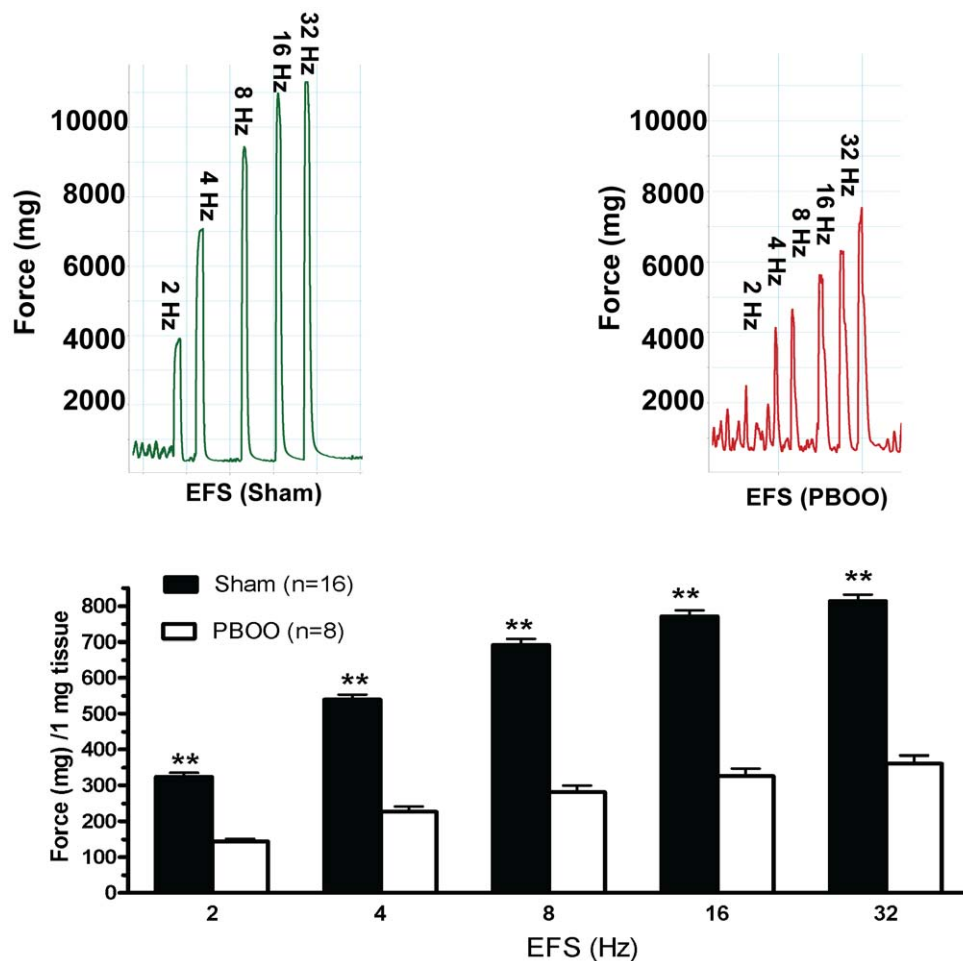 Force (mg)
10000
8000
6000
4000
2000
2 Hz
4 Hz
8 Hz
16 Hz
32 Hz
EFS (Sham)
Force (mg)
10000
8000
6000
4000
2000
2 Hz
4 Hz
8 Hz
16 Hz
32 Hz
EFS (PBOO)
Sham (n=16)
PBOO (n=8)
Force (mg) /1 mg tissue
800
700
600
500
400
300
200
100
0
**
**
**
**
**
2
4
8
16
32
EFS (Hz)